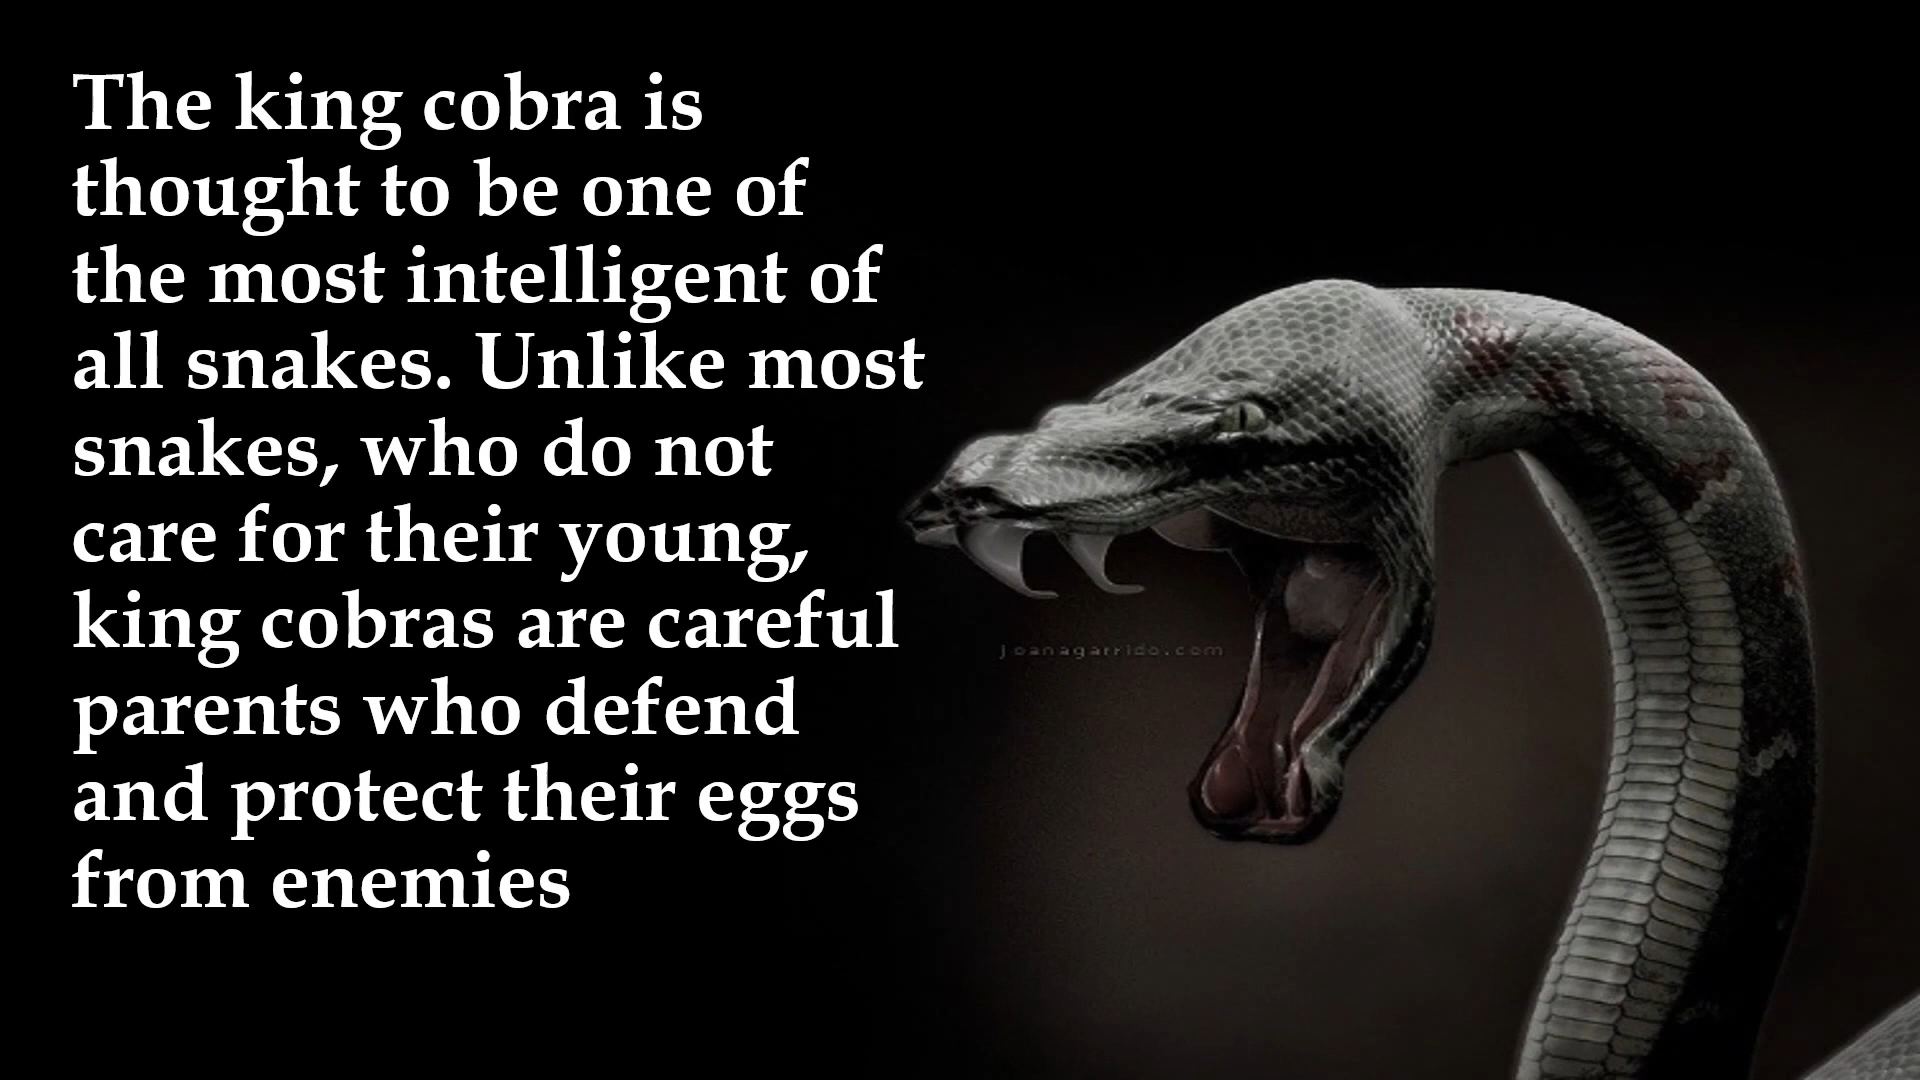 The king cobra is
thought to be one of
the most intelligent of
all snakes. Unlike most
snakes, who do not
care for their young,
king cobras are careful
parents who defend
and protect their eggs
from enemies
joanagarrido.com